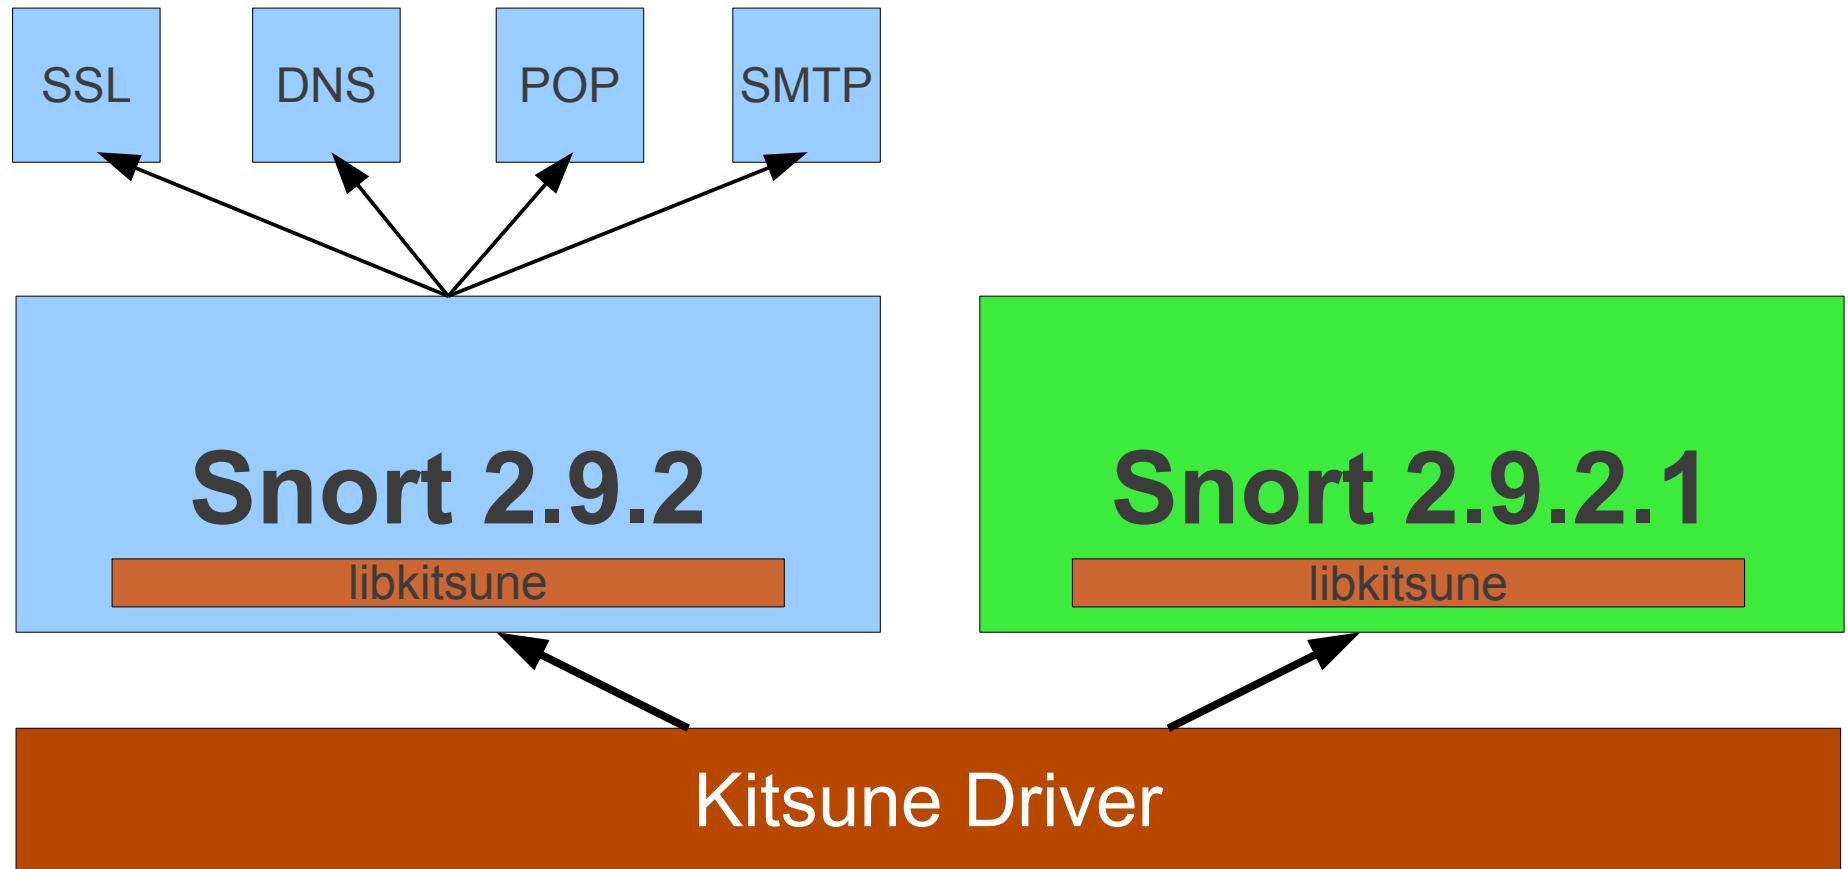 SSL
DNS
POP
SMTP
Snort 2.9.2
libkitsune
Snort 2.9.2.1
libkitsune
Kitsune Driver